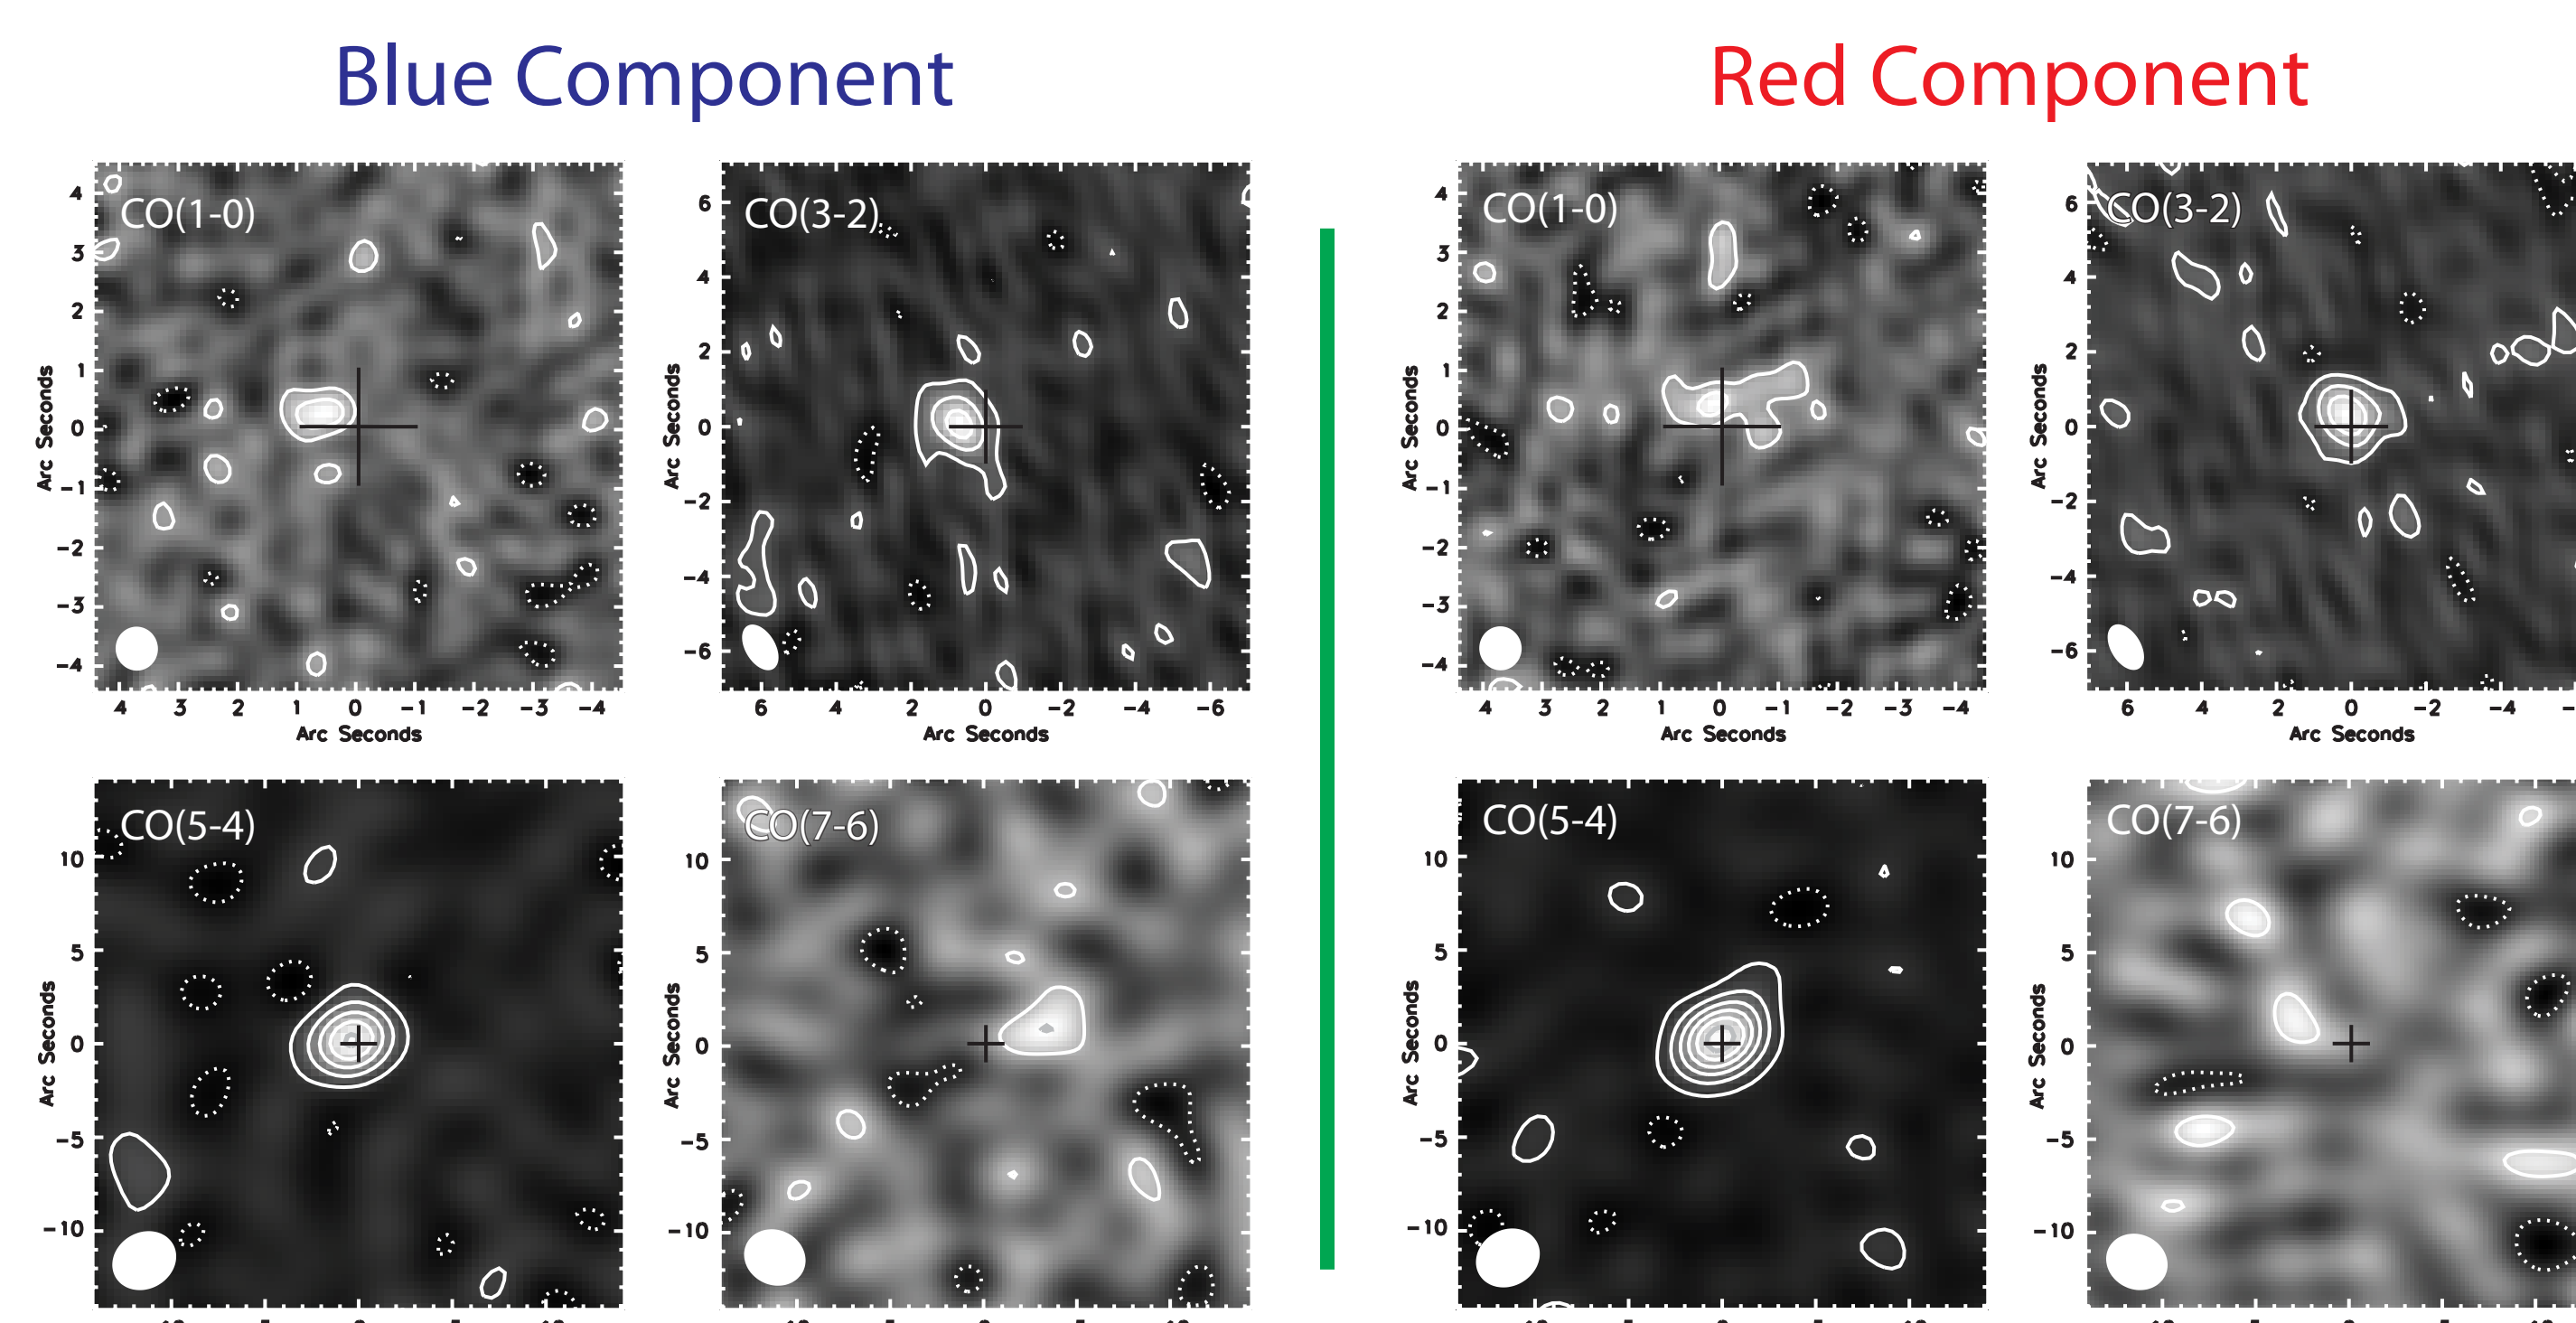 Blue Component
Red Component
CO(1-0)
4
3
2
1
0
-1
-2
-3
-4
Arc Seconds
4 3 2 1 0 -1 -2 -3 -4
Arc Seconds
CO(3-2)
6
4
2
0
-2
-4
-6
Arc Seconds
6 4 2 0 -2 -4 -6
Arc Seconds
CO(1-0)
4
3
2
1
0
-1
-2
-3
-4
Arc Seconds
4 3 2 1 0 -1 -2 -3 -4
Arc Seconds
CO(3-2)
6
4
2
0
-2
-4
-6
Arc Seconds
6 4 2 0 -2 -4
Arc Seconds
CO(5-4)
10
5
0
-5
-10
Arc Seconds
CO(7-6)
10
5
0
-5
-10
Arc Seconds
CO(5-4)
10
5
0
-5
-10
Arc Seconds
CO(7-6)
10
5
0
-5
-10
Arc Seconds